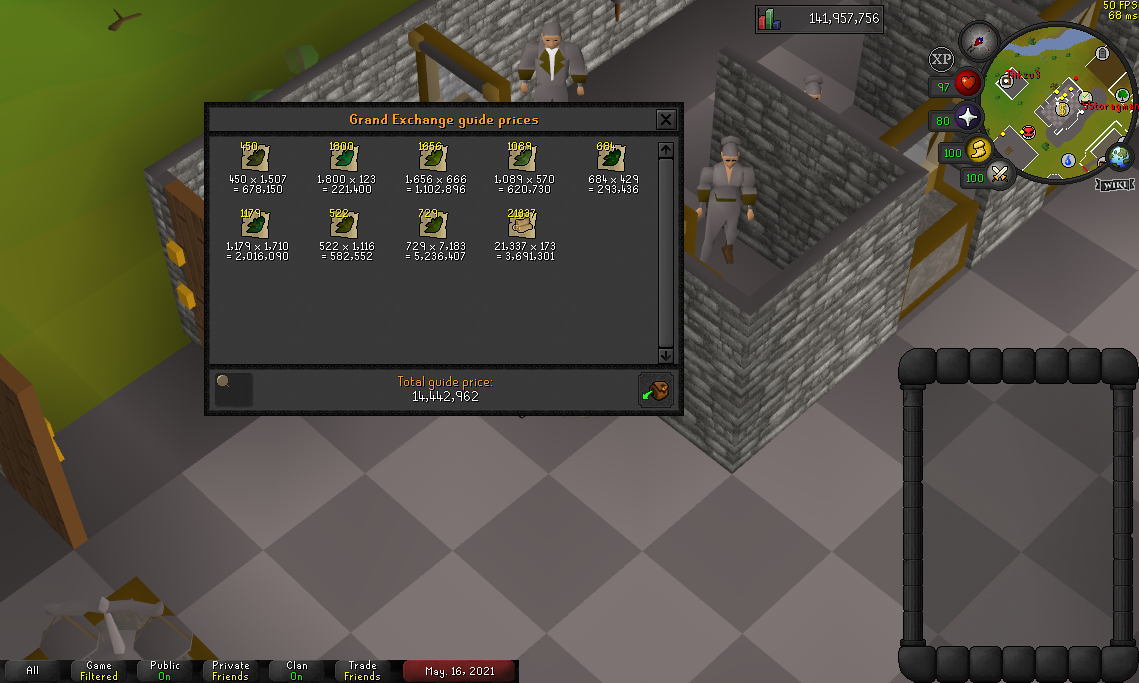 50 FPS
68 ms
141,957,756
XP
97
80
100
100
WIKI
Grand Exchange guide prices
450
1800
1656
1089
684
450 x 1,507
= 678,150
1,800 x 123
= 221,400
1,656 x 666
= 1,102,896
1,089 x 570
= 620,730
684 x 429
= 293,436
1179
522
729
21337
1,179 x 1,710
= 2,016,090
522 x 1,116
= 582,552
729 x 7,183
= 5,236,407
21,337 x 173
= 3,691,301
Total guide price:
14,442,962
All
Game
Filtered
Public
On
Private
Friends
Clan
On
Trade
Friends
May. 16, 2021